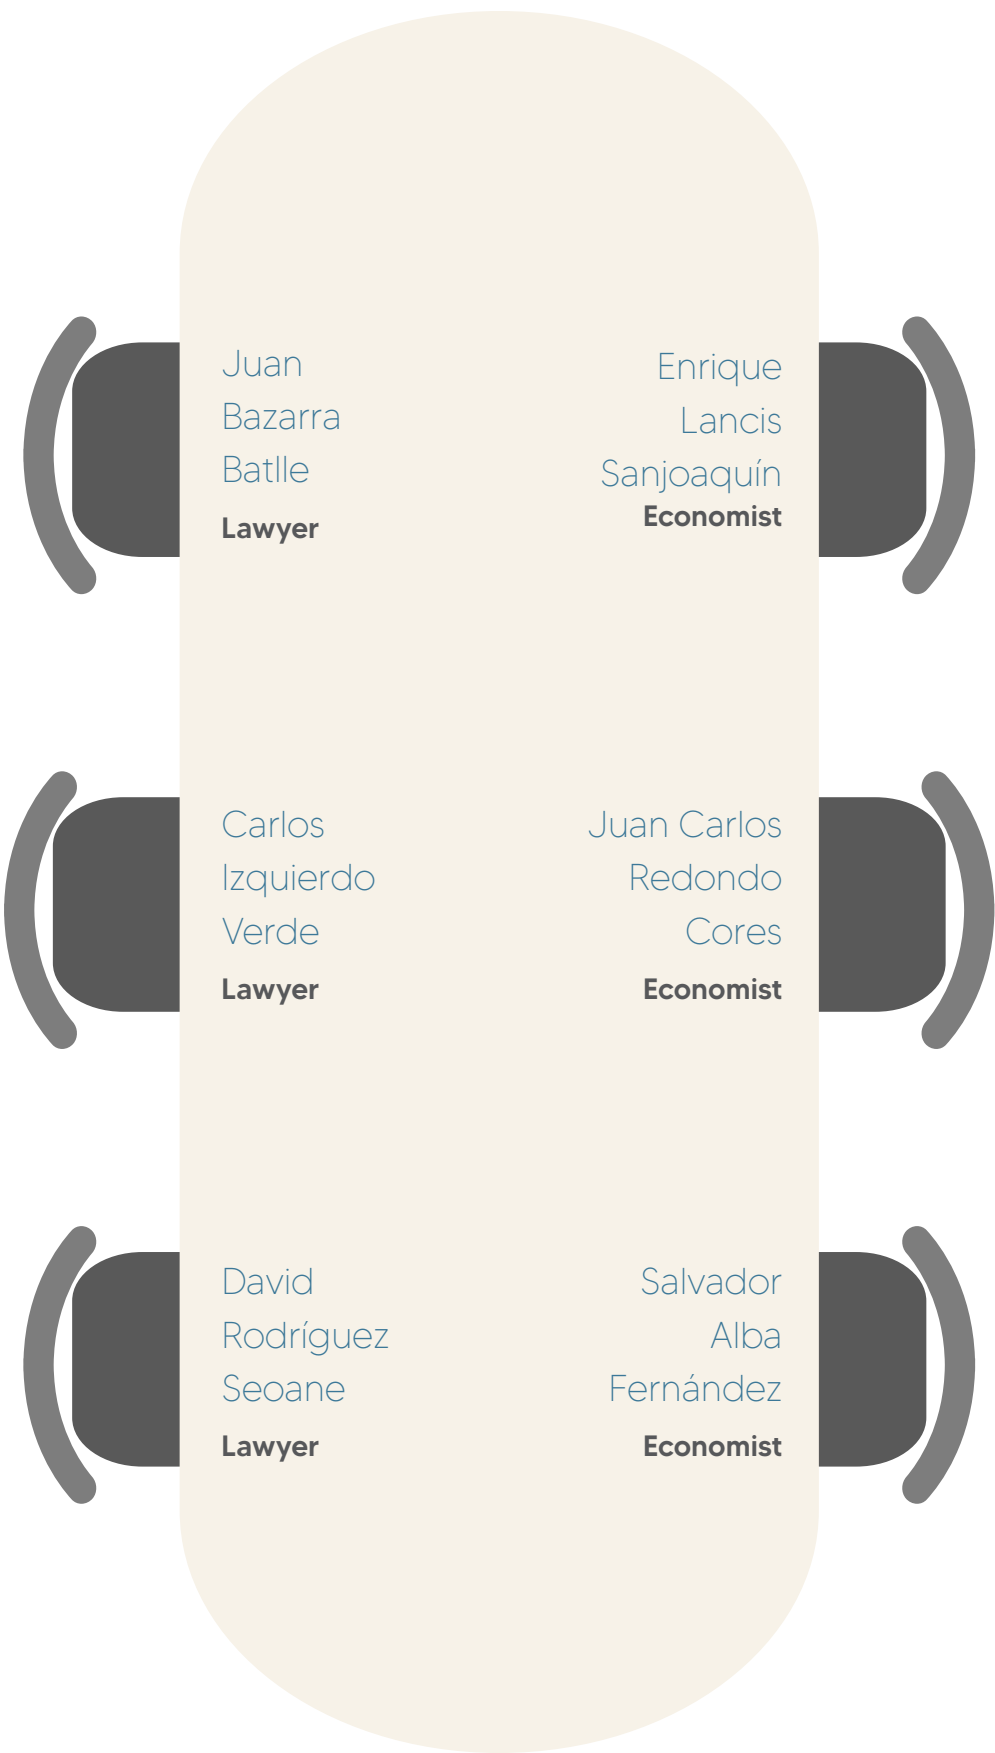 Juan
Bazarra
Batlle
Lawyer
Enrique
Lancis
Sanjoaquín
Economist
Carlos
Izquierdo
Verde
Lawyer
Juan Carlos
Redondo
Cores
Economist
David
Rodríguez
Seoane
Lawyer
Salvador
Alba
Fernández
Economist